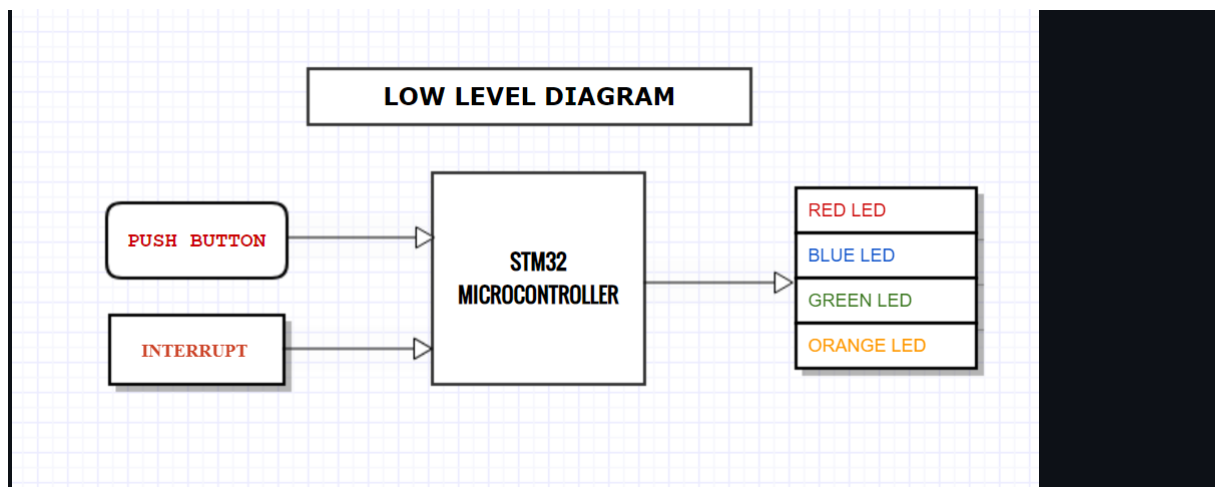 LOW LEVEL DIAGRAM
PUSH BUTTON
INTERRUPT
STM32
MICROCONTROLLER
RED LED
BLUE LED
GREEN LED
ORANGE LED